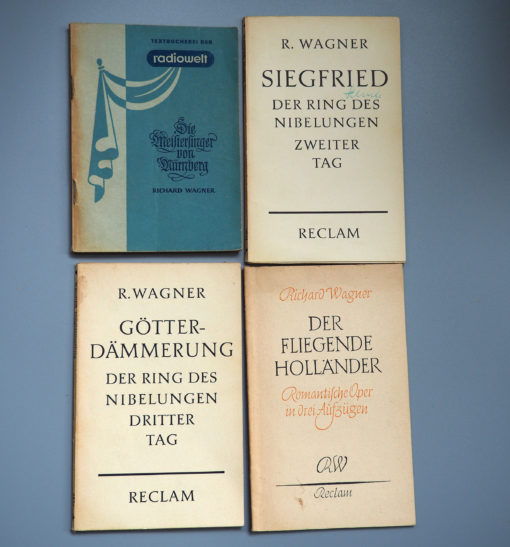 TEXTBÜCHEREI DER
radiowelt
Die
Meistersinger
von
Nürnberg
RICHARD WAGNER
R. WAGNER
SIEGFRIED
DER RING DES
NIBELUNGEN
ZWEITER
TAG
RECLAM
R. WAGNER
GÖTTER-
DÄMMERUNG
DER RING DES
NIBELUNGEN
DRITTER
TAG
RECLAM
Richard Wagner
DER
FLIEGENDE
HOLLÄNDER
Romantische Oper
in drei Aufzügen
RW
Reclam